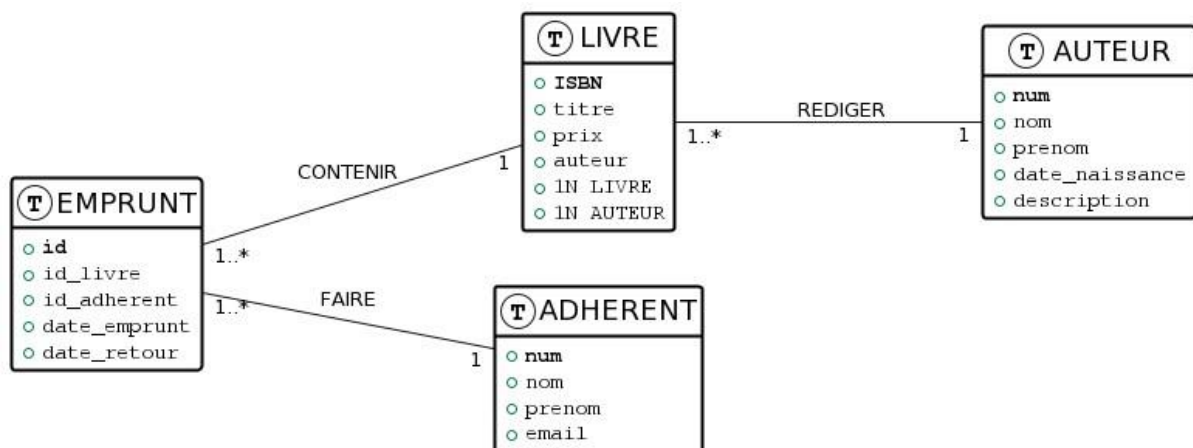 T LIVRE
ISBN
titre
prix
auteur
1N LIVRE
1N AUTEUR
T AUTEUR
num
nom
prenom
date_naissance
description
REDIGER
1..*
1
CONTENIR
1
1..*
T EMPRUNT
id
id_livre
id_adherent
date_emprunt
date_retour
FAIRE
1..*
1
T ADHERENT
num
nom
prenom
email